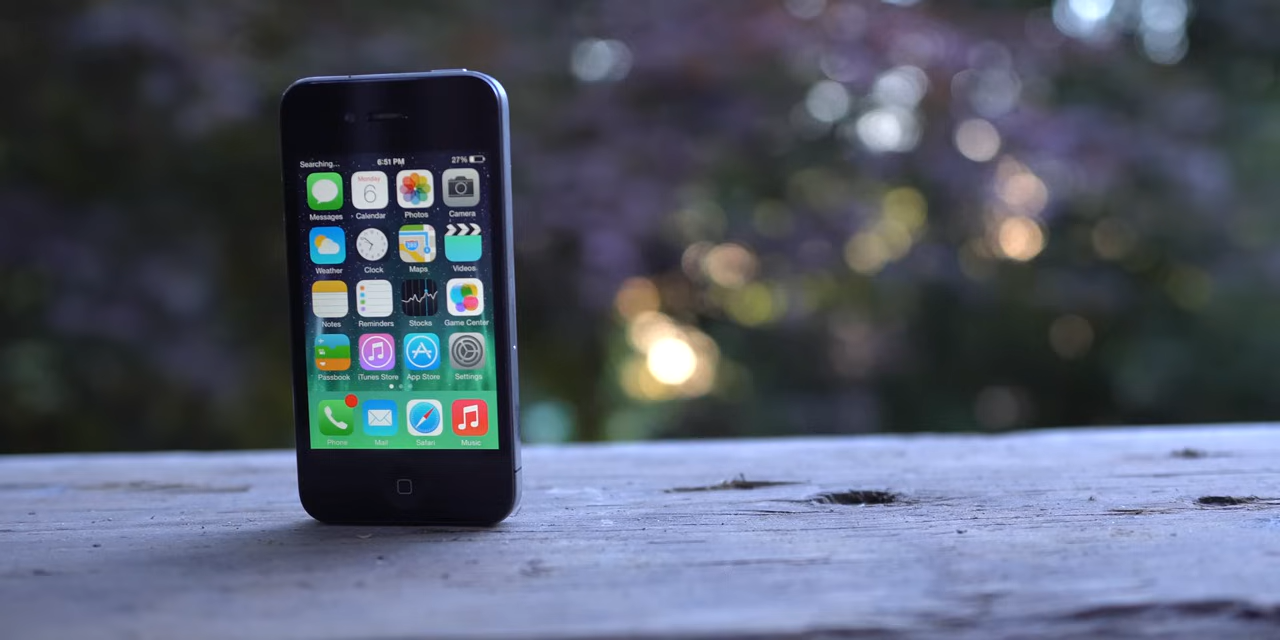 Searching... 6:51 PM 27%
Monday
6
Messages Calendar Photos Camera
Weather Clock Maps Videos
Notes Reminders Stocks Game Center
Passbook iTunes Store App Store Settings
Phone Mail Safari Music